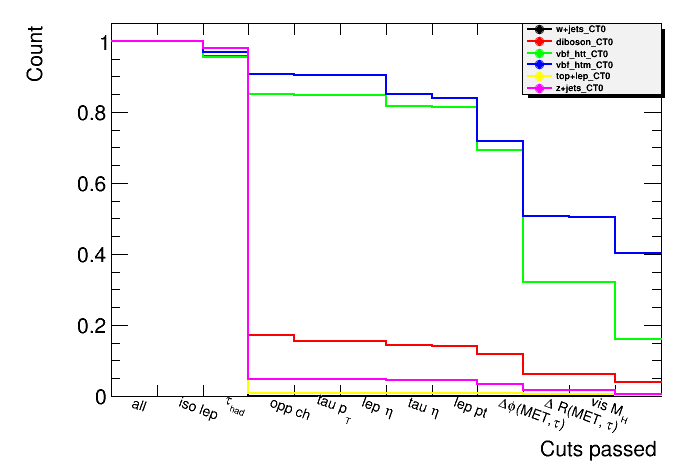 Count
1
0.8
0.6
0.4
0.2
0
w+jets_CT0
diboson_CT0
vbf_htt_CT0
vbf_htm_CT0
top+lep_CT0
z+jets_CT0
all
iso lep
τhad
opp ch
tau pT
lep η
tau η
lep pt
Δϕ(MET, τ)
Δ R(MET, τ)
vis MH
Cuts passed